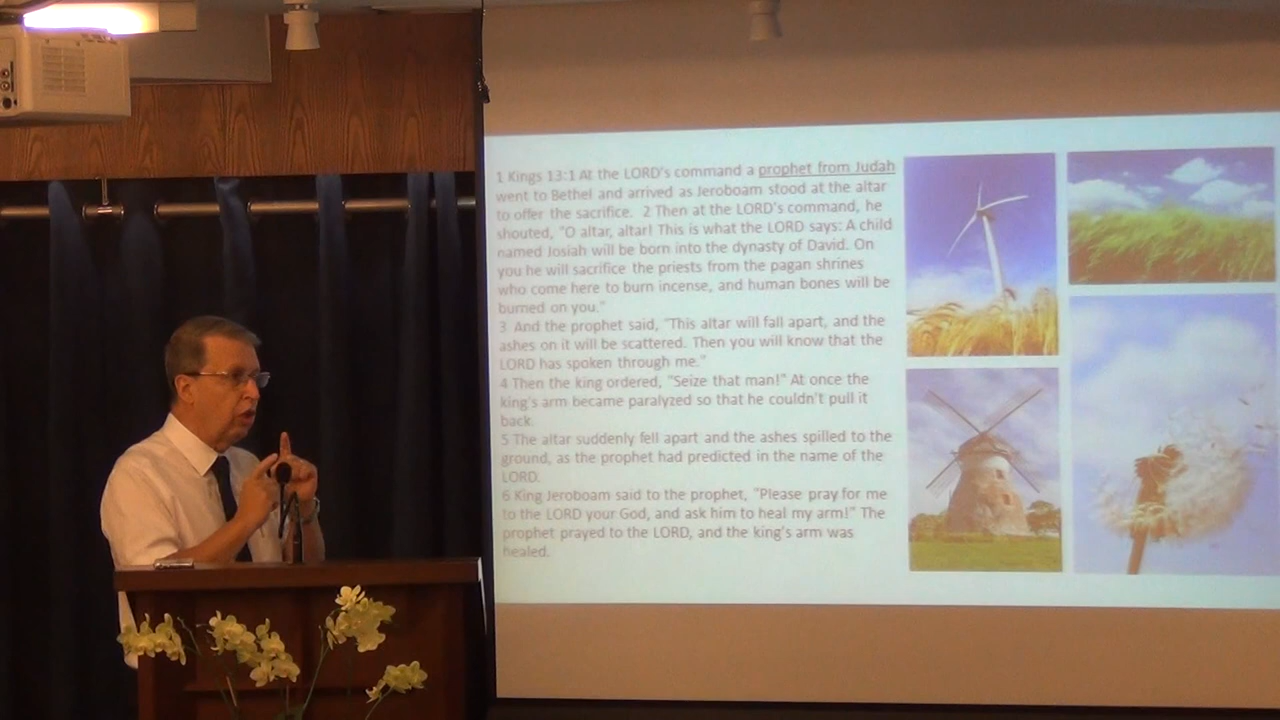 1 Kings 13:1 At the LORD's command a prophet from Judah
went to Bethel and arrived as Jeroboam stood at the altar
to offer the sacrifice.  2 Then at the LORD's command, he
shouted, "O altar, altar! This is what the LORD says: A child
named Josiah will be born into the dynasty of David. On
you he will sacrifice the priests from the pagan shrines
who come here to burn incense, and human bones will be
burned on you."
3  And the prophet said, "This altar will fall apart, and the
ashes on it will be scattered. Then you will know that the
LORD has spoken through me."
4 Then the king ordered, "Seize that man!" At once the
king's arm became paralyzed so that he couldn't pull it
back.
5 The altar suddenly fell apart and the ashes spilled to the
ground, as the prophet had predicted in the name of the
LORD.
6 King Jeroboam said to the prophet, "Please pray for me
to the LORD your God, and ask him to heal my arm!" The
prophet prayed to the LORD, and the king's arm was
healed.